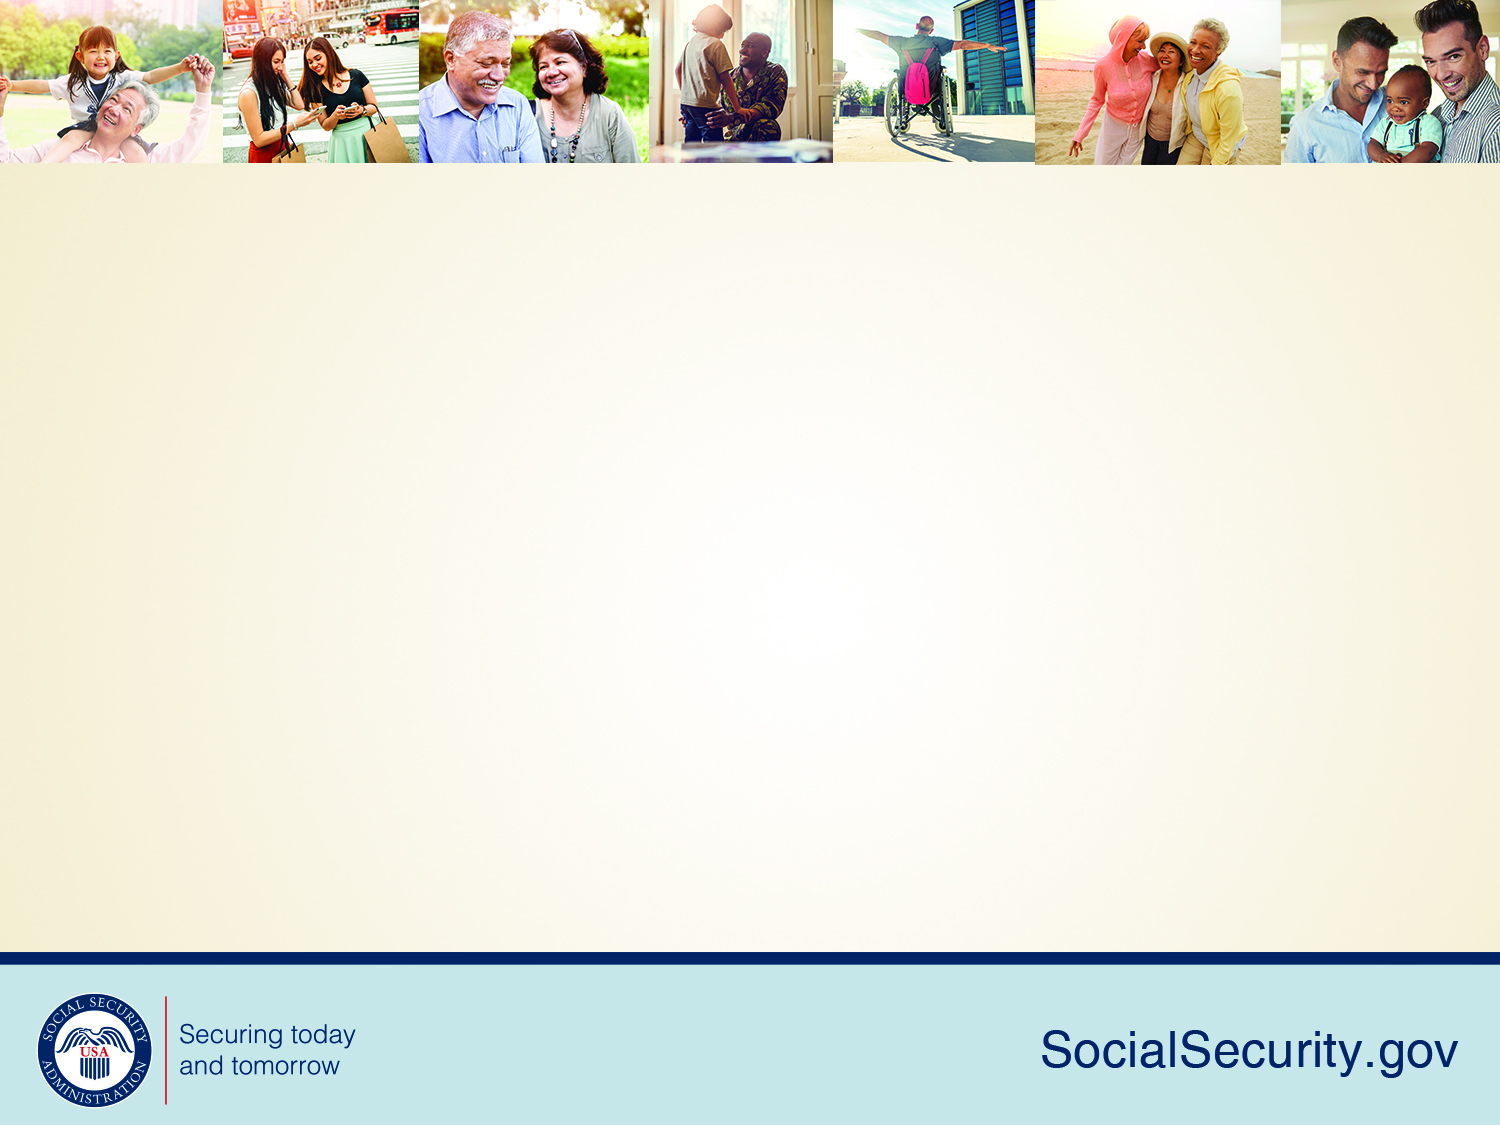 SOCIAL SECURITY
USA
ADMINISTRATION
Securing today
and tomorrow
SocialSecurity.gov